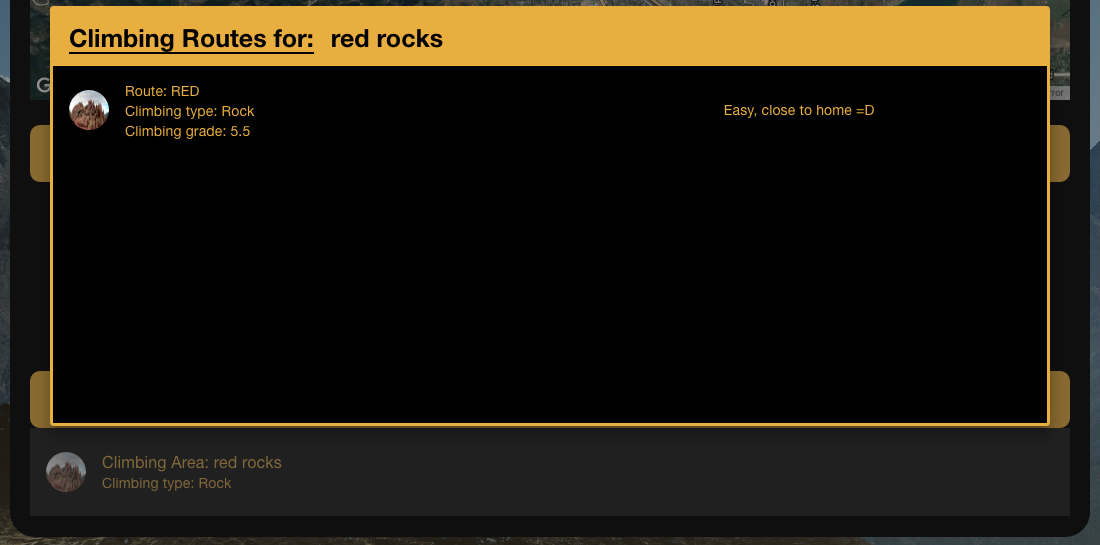 Climbing Routes for: red rocks
Route: RED
Climbing type: Rock
Climbing grade: 5.5
Easy, close to home =D
Climbing Area: red rocks
Climbing type: Rock